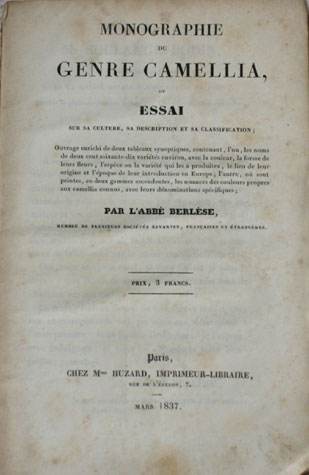 MONOGRAPHIE
DU
GENRE CAMELLIA,
OU
ESSAI
SUR SA CULTURE, SA DESCRIPTION ET SA CLASSIFICATION;
Ouvrage enrichi de deux tableaux synoptiques, contenant, l'un, les noms
de deux cent soixante-dix variétés environ, avec la couleur, la forme de
leurs fleurs; l'espèce ou la variété qui les a produites, le lieu de leur
origine et l'époque de leur introduction en Europe; l'autre, où sont
peintes, en deux gammes ascendantes, les nuances des couleurs propres
aux camellia connus, avec leurs dénominations spécifiques;
PAR L'ABBÉ BERLÈSE,
MEMBRE DE PLUSIEURS SOCIÉTÉS SAVANTES, FRANÇAISES ET ÉTRANGÈRES.
PRIX, 3 FRANCS.
Paris,
CHEZ Mme HUZARD, IMPRIMEUR-LIBRAIRE,
RUE DE L'ÉPERON, 7.
MARS 1837.